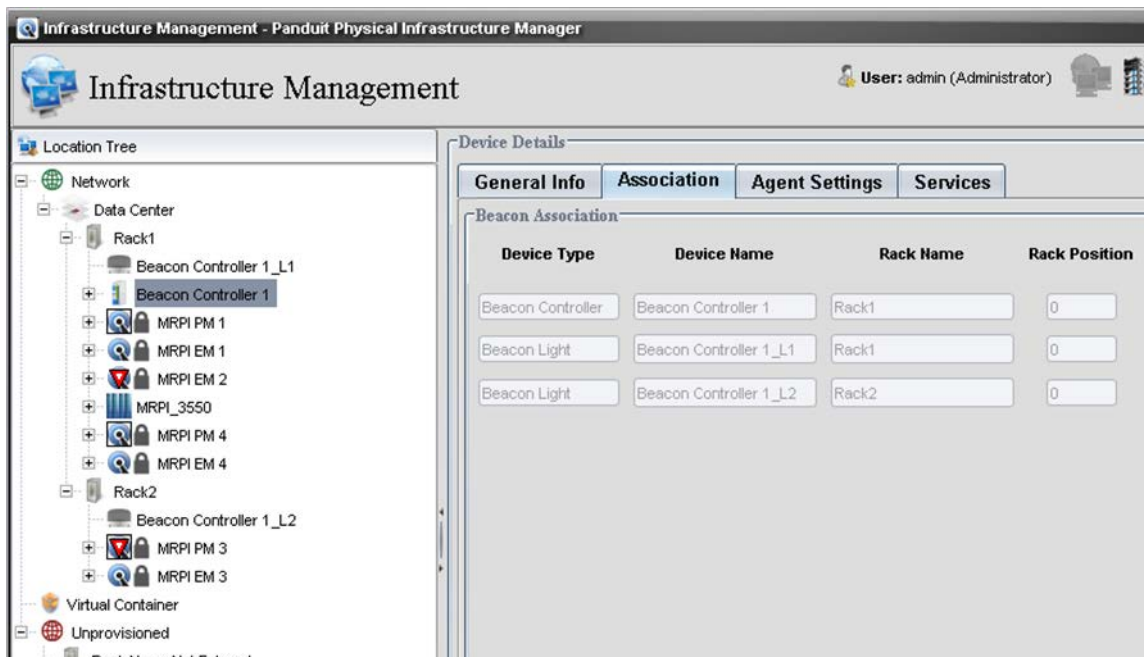 Infrastructure Management - Panduit Physical Infrastructure Manager
Infrastructure Management
User: admin (Administrator)
Location Tree
Network
Data Center
Rack1
Beacon Controller 1_L1
Beacon Controller 1
MRPI PM 1
MRPI EM 1
MRPI EM 2
MRPI_3550
MRPI PM 4
MRPI EM 4
Rack2
Beacon Controller 1_L2
MRPI PM 3
MRPI EM 3
Virtual Container
Unprovisioned
Device Details
General Info Association Agent Settings Services
Beacon Association
Device Type Device Name Rack Name Rack Position
Beacon Controller Beacon Controller 1 Rack1 0
Beacon Light Beacon Controller 1_L1 Rack1 0
Beacon Light Beacon Controller 1_L2 Rack2 0